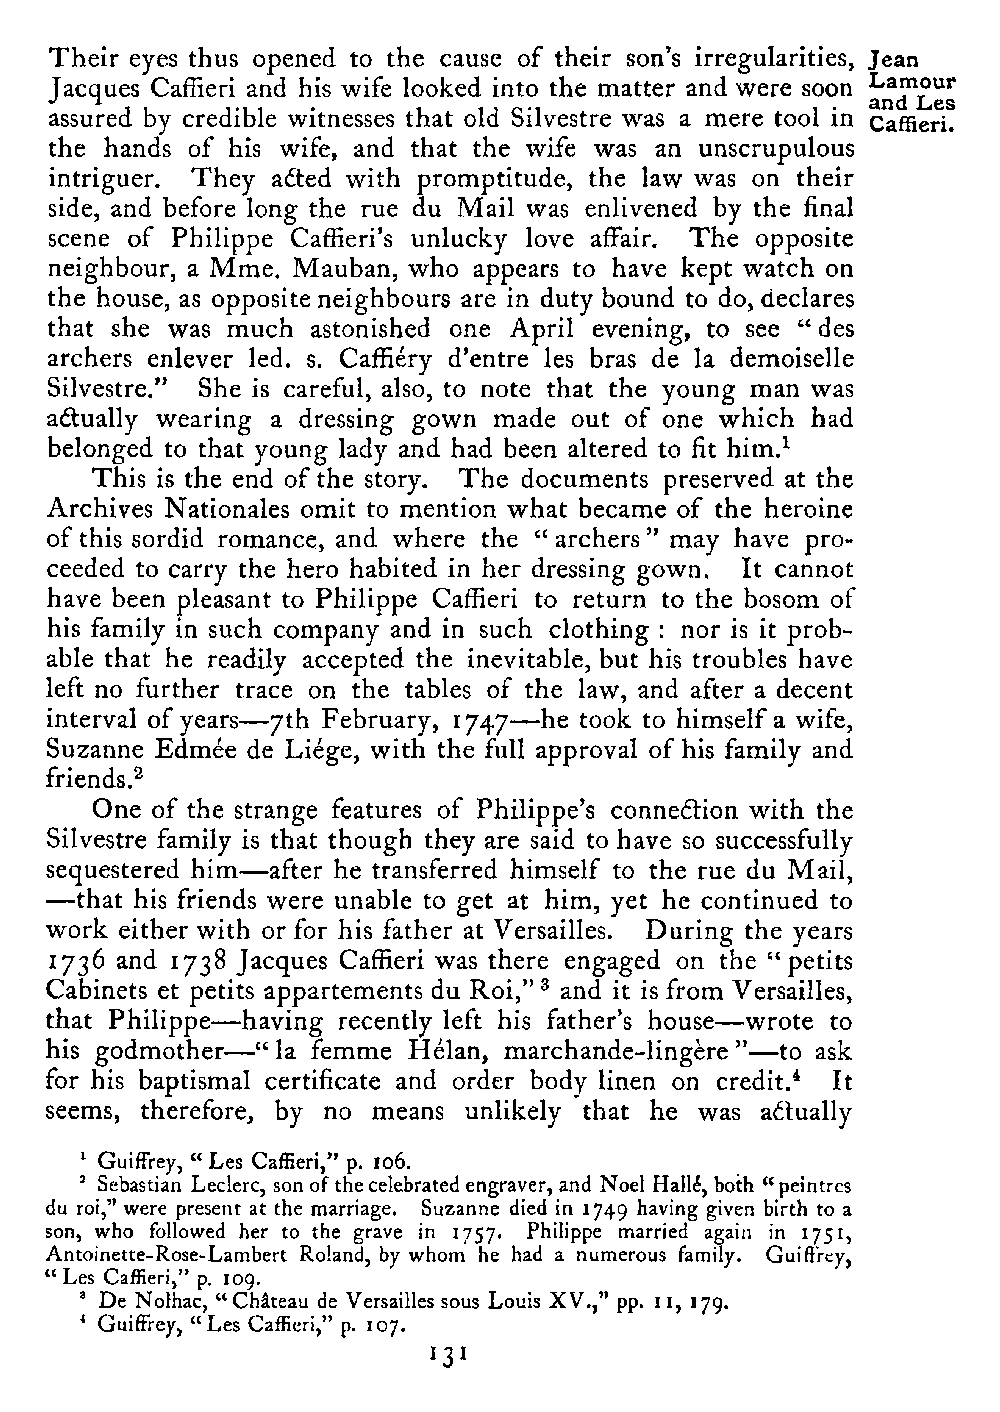 Their eyes thus opened to the cause of their son's irregularities,
Jacques Caffieri and his wife looked into the matter and were soon
assured by credible witnesses that old Silvestre was a mere tool in
the hands of his wife, and that the wife was an unscrupulous
intriguer. They acted with promptitude, the law was on their
side, and before long the rue du Mail was enlivened by the final
scene of Philippe Caffieri's unlucky love affair. The opposite
neighbour, a Mme. Mauban, who appears to have kept watch on
the house, as opposite neighbours are in duty bound to do, declares
that she was much astonished one April evening, to see “ des
archers enlever led. s. Caffiéry d'entre les bras de la demoiselle
Silvestre.” She is careful, also, to note that the young man was
actually wearing a dressing gown made out of one which had
belonged to that young lady and had been altered to fit him.¹
This is the end of the story. The documents preserved at the
Archives Nationales omit to mention what became of the heroine
of this sordid romance, and where the “ archers ” may have pro-
ceeded to carry the hero habited in her dressing gown. It cannot
have been pleasant to Philippe Caffieri to return to the bosom of
his family in such company and in such clothing : nor is it prob-
able that he readily accepted the inevitable, but his troubles have
left no further trace on the tables of the law, and after a decent
interval of years—7th February, 1747—he took to himself a wife,
Suzanne Edmée de Liége, with the full approval of his family and
friends.²
One of the strange features of Philippe's connection with the
Silvestre family is that though they are said to have so successfully
sequestered him—after he transferred himself to the rue du Mail,
—that his friends were unable to get at him, yet he continued to
work either with or for his father at Versailles. During the years
1736 and 1738 Jacques Caffieri was there engaged on the “ petits
Cabinets et petits appartements du Roi,” ³ and it is from Versailles,
that Philippe—having recently left his father's house—wrote to
his godmother—“ la femme Hélan, marchande-lingère ”—to ask
for his baptismal certificate and order body linen on credit.⁴ It
seems, therefore, by no means unlikely that he was actually
Jean
Lamour
and Les
Caffieri.
¹ Guiffrey, “ Les Caffieri,” p. 106.
² Sebastian Leclerc, son of the celebrated engraver, and Noel Hallé, both “ peintres
du roi,” were present at the marriage. Suzanne died in 1749 having given birth to a
son, who followed her to the grave in 1757. Philippe married again in 1751,
Antoinette-Rose-Lambert Roland, by whom he had a numerous family. Guiffrey,
“ Les Caffieri,” p. 109.
³ De Nolhac, “ Château de Versailles sous Louis XV.,” pp. 11, 179.
⁴ Guiffrey, “ Les Caffieri,” p. 107.
131